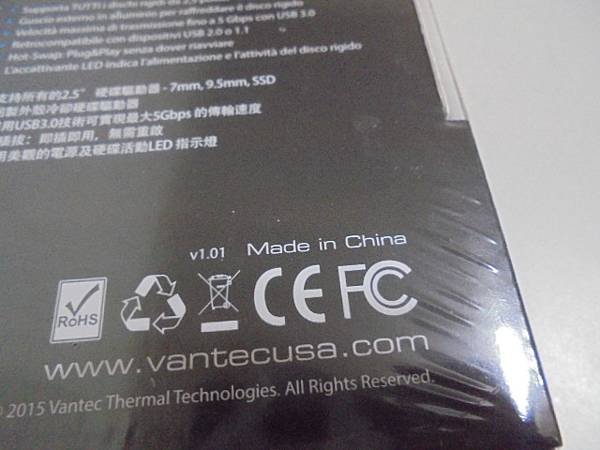 Supporta TUTTI i dischi rigidi da 2,5
Guscio esterno in alluminio per raffreddare il disco rigido
Velocità massima di trasmissione fino a 5 Gbps con USB 3.0
Retrocompatibile con dispositivi USB 2.0 o 1.1
Hot-Swap: Plug&Play senza dover riavviare
L'accattivante LED indica l'alimentazione e l'attività del disco rigido
支持所有的2.5" 硬碟驅動器 - 7mm, 9.5mm, SSD
製外殼冷卻硬碟驅動器
用USB3.0技術可實現最大5Gbps 的傳輸速度
拔：即插即用，無需重啟
用美觀的電源及硬碟活動LED 指示燈
v1.01 Made in China
RoHS CE FC
www.vantecusa.com
© 2015 Vantec Thermal Technologies. All Rights Reserved.